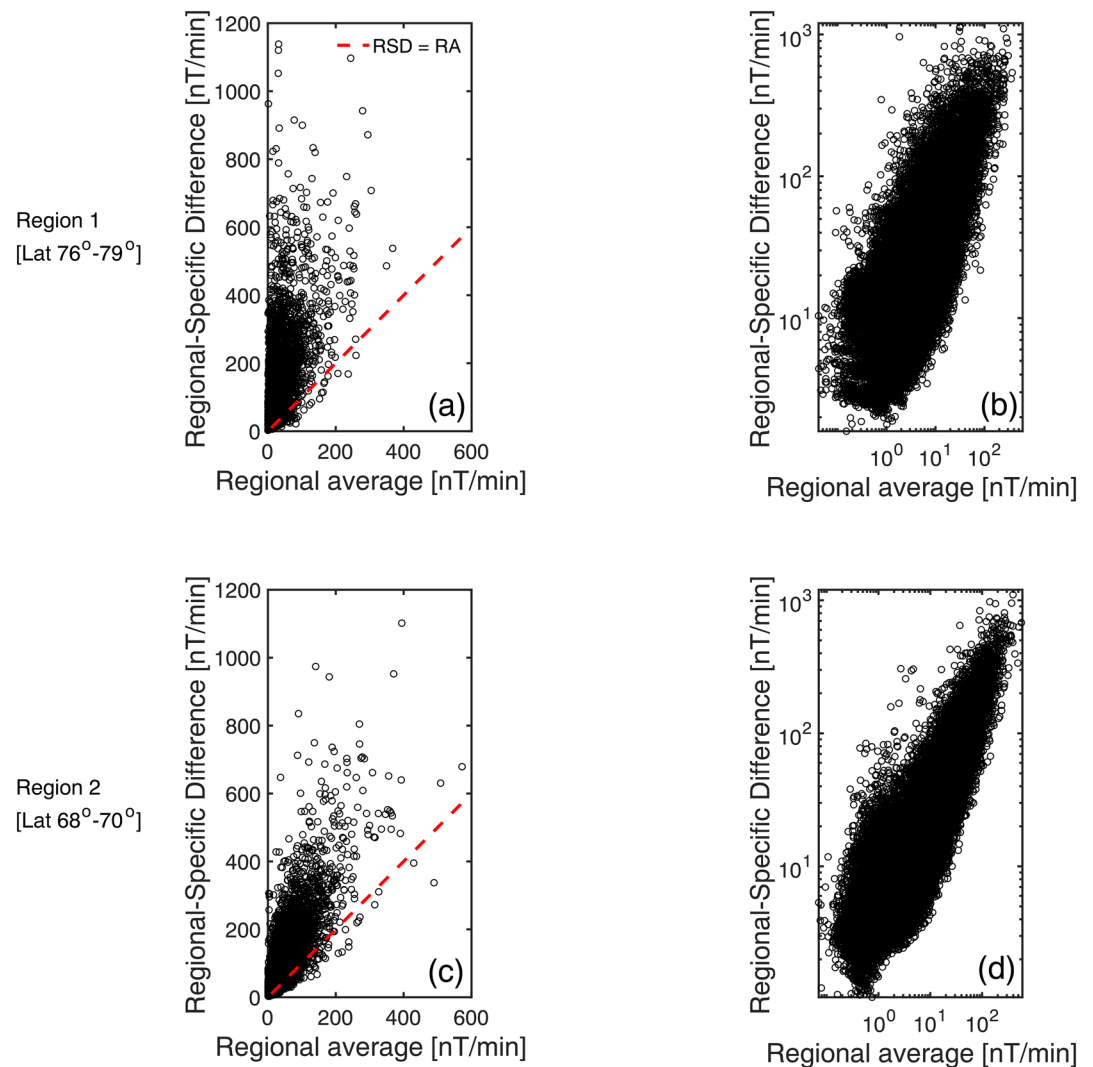 Region 1
[Lat 76°-79°]
Regional-Specific Difference [nT/min]
1200
1000
800
600
400
200
0
0 200 400 600
Regional average [nT/min]
RSD = RA
(a)
Regional-Specific Difference [nT/min]
10³
10²
10¹
10⁰ 10¹ 10²
Regional average [nT/min]
(b)
Region 2
[Lat 68°-70°]
Regional-Specific Difference [nT/min]
1200
1000
800
600
400
200
0
0 200 400 600
Regional average [nT/min]
(c)
Regional-Specific Difference [nT/min]
10³
10²
10¹
10⁰ 10¹ 10²
Regional average [nT/min]
(d)